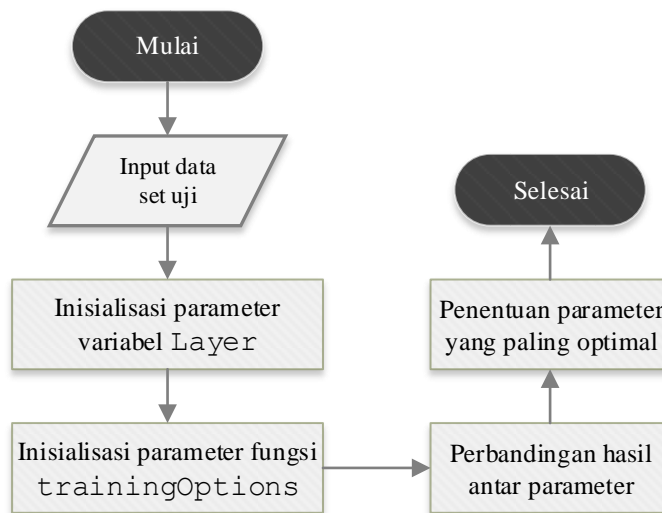 Mulai
Input data
set uji
Inisialisasi parameter
variabel Layer
Inisialisasi parameter fungsi
trainingOptions
Perbandingan hasil
antar parameter
Penentuan parameter
yang paling optimal
Selesai